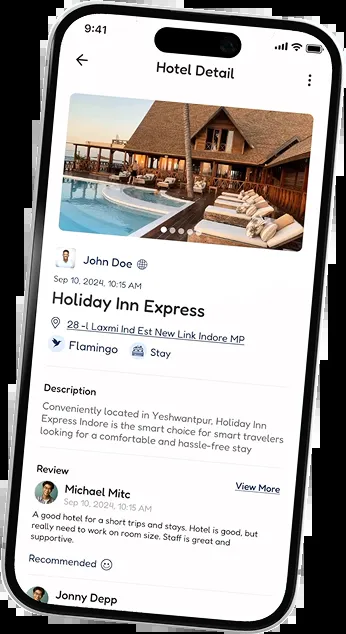 9:41
Hotel Detail
John Doe
Sep 10, 2024, 10:15 AM
Holiday Inn Express
28 -l Laxmi Ind Est New Link Indore MP
Flamingo Stay
Description
Conveniently located in Yeshwantpur, Holiday Inn
Express Indore is the smart choice for smart travelers
looking for a comfortable and hassle-free stay
Review
View More
Michael Mitc
Sep 10, 2024, 10:15 AM
A good hotel for a short trips and stays. Hotel is good, but
really need to work on room size. Staff is great and
supportive.
Recommended
Jonny Depp